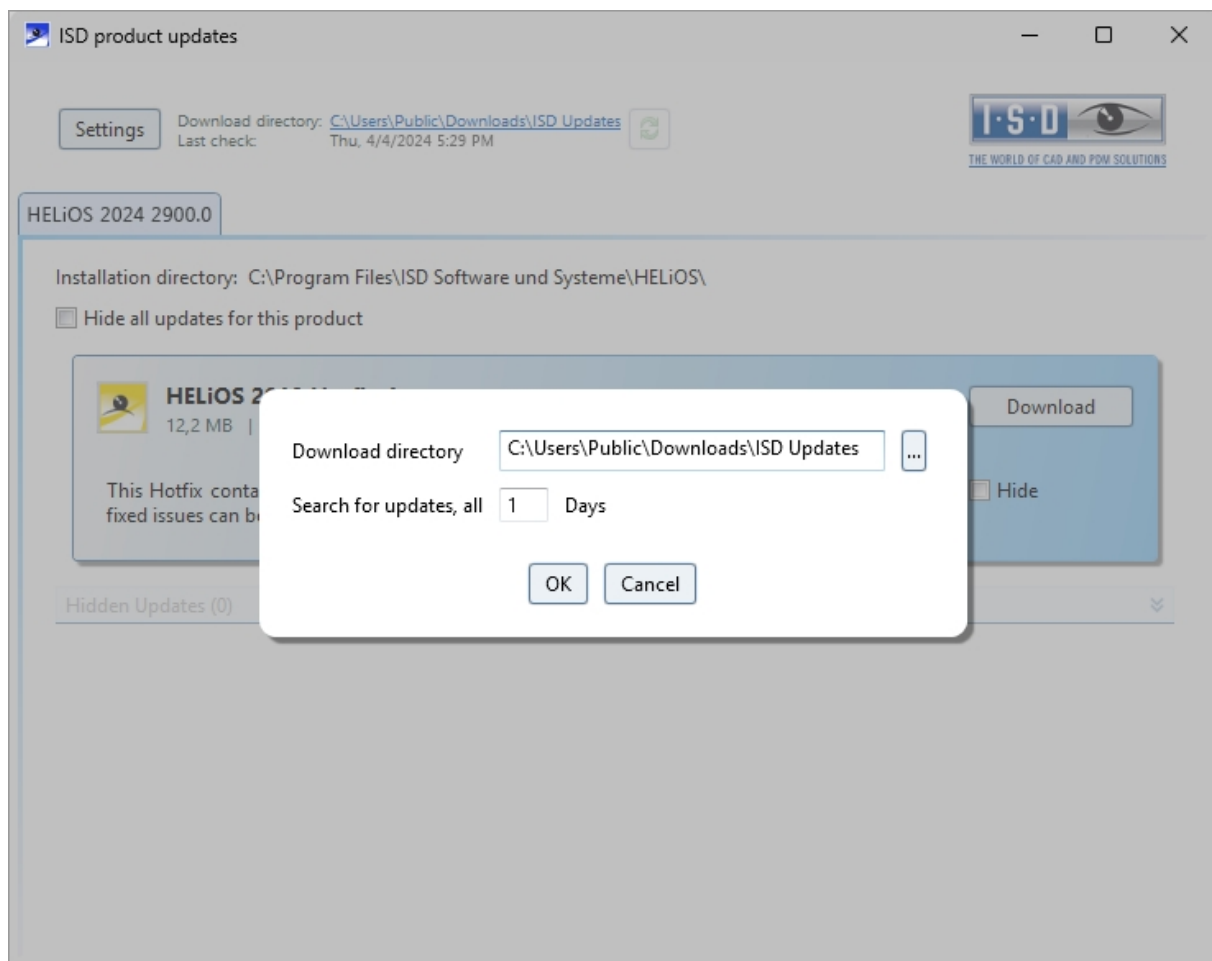 ISD product updates
Settings
Download directory: C:\Users\Public\Downloads\ISD Updates
Last check: Thu, 4/4/2024 5:29 PM
I·S·D
THE WORLD OF CAD AND PDM SOLUTIONS
HELiOS 2024 2900.0
Installation directory: C:\Program Files\ISD Software und Systeme\HELiOS\
Hide all updates for this product
HELiOS
12,2 MB |
Download
This Hotfix
fixed issues can
Hide
Download directory C:\Users\Public\Downloads\ISD Updates ...
Search for updates, all 1 Days
OK Cancel
Hidden Updates (0)